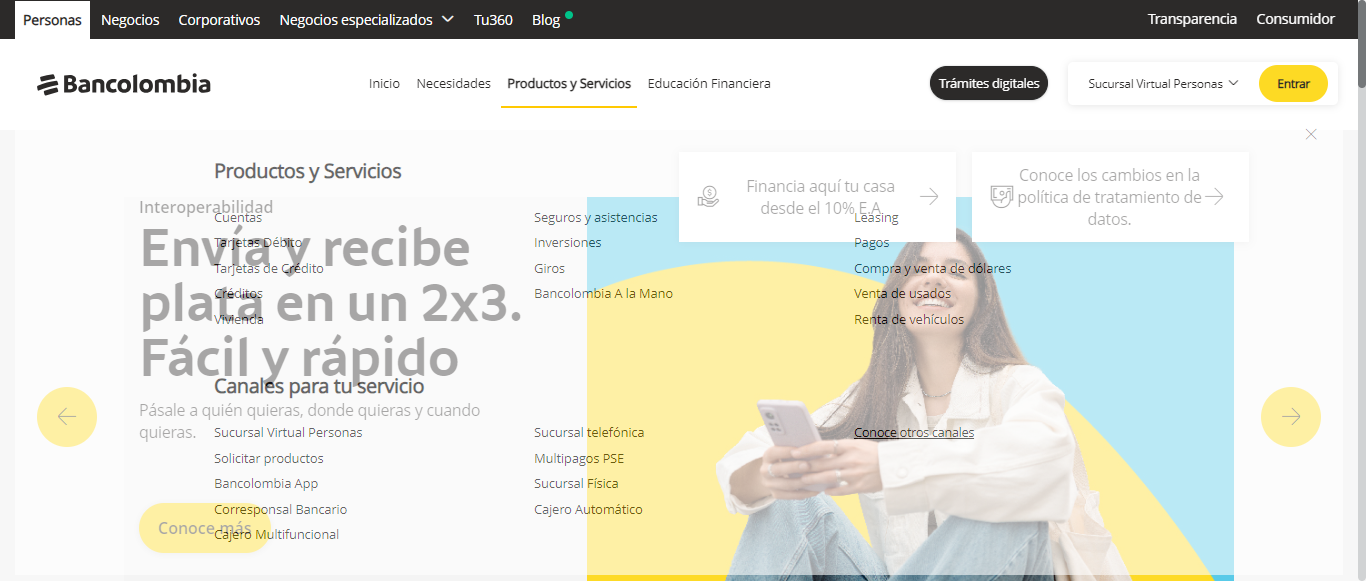 Personas Negocios Corporativos Negocios especializados Tu360 Blog Transparencia Consumidor
Bancolombia Inicio Necesidades Productos y Servicios Educación Financiera Trámites digitales Sucursal Virtual Personas Entrar
Productos y Servicios
Cuentas
Tarjetas Débito
Tarjetas de Crédito
Créditos
Vivienda
Seguros y asistencias
Inversiones
Giros
Bancolombia A la Mano
Leasing
Pagos
Compra y venta de dólares
Venta de usados
Renta de vehículos
Financia aquí tu casa
desde el 10% E.A.
Conoce los cambios en la
política de tratamiento de
datos.
Interoperabilidad
Envía y recibe
plata en un 2x3.
Fácil y rápido
Pásale a quién quieras, donde quieras y cuando
quieras.
Conoce más
Canales para tu servicio
Sucursal Virtual Personas
Solicitar productos
Bancolombia App
Corresponsal Bancario
Cajero Multifuncional
Sucursal telefónica
Multipagos PSE
Sucursal Física
Cajero Automático
Conoce otros canales